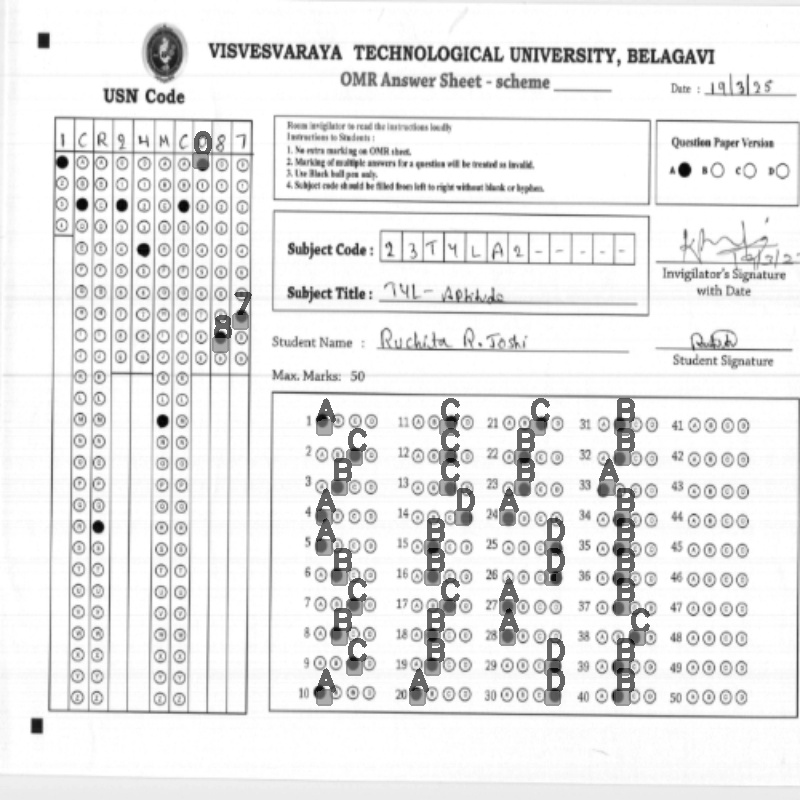 VISVESVARAYA TECHNOLOGICAL UNIVERSITY, BELAGAVI
OMR Answer Sheet - scheme
USN Code
Date : 19/3/25
1 C R 2 4 M C 0 8 7
Room invigilator to read the instructions loudly
Instructions to Students :
1. No extra marking on OMR sheet.
2. Marking of multiple answers for a question will be treated as invalid.
3. Use Black ball pen only.
4. Subject code should be filled from left to right without blank or hyphen.
Question Paper Version
A B C D
Subject Code : 2 3 T Y L A 2 - - - - -
Subject Title : TYL - Aptitude
Invigilator's Signature
with Date
Student Name : Ruchita R. Joshi
Student Signature
Max. Marks: 50
7
8
1 A 11 C 21 C 31 B 41
2 C 12 C 22 B 32 B 42
3 B 13 C 23 B 33 A 43
4 A 14 D 24 A 34 B 44
5 A 15 B 25 D 35 B 45
6 B 16 B 26 D 36 B 46
7 C 17 C 27 A 37 B 47
8 B 18 B 28 A 38 C 48
9 C 19 B 29 D 39 B 49
10 A 20 A 30 D 40 B 50